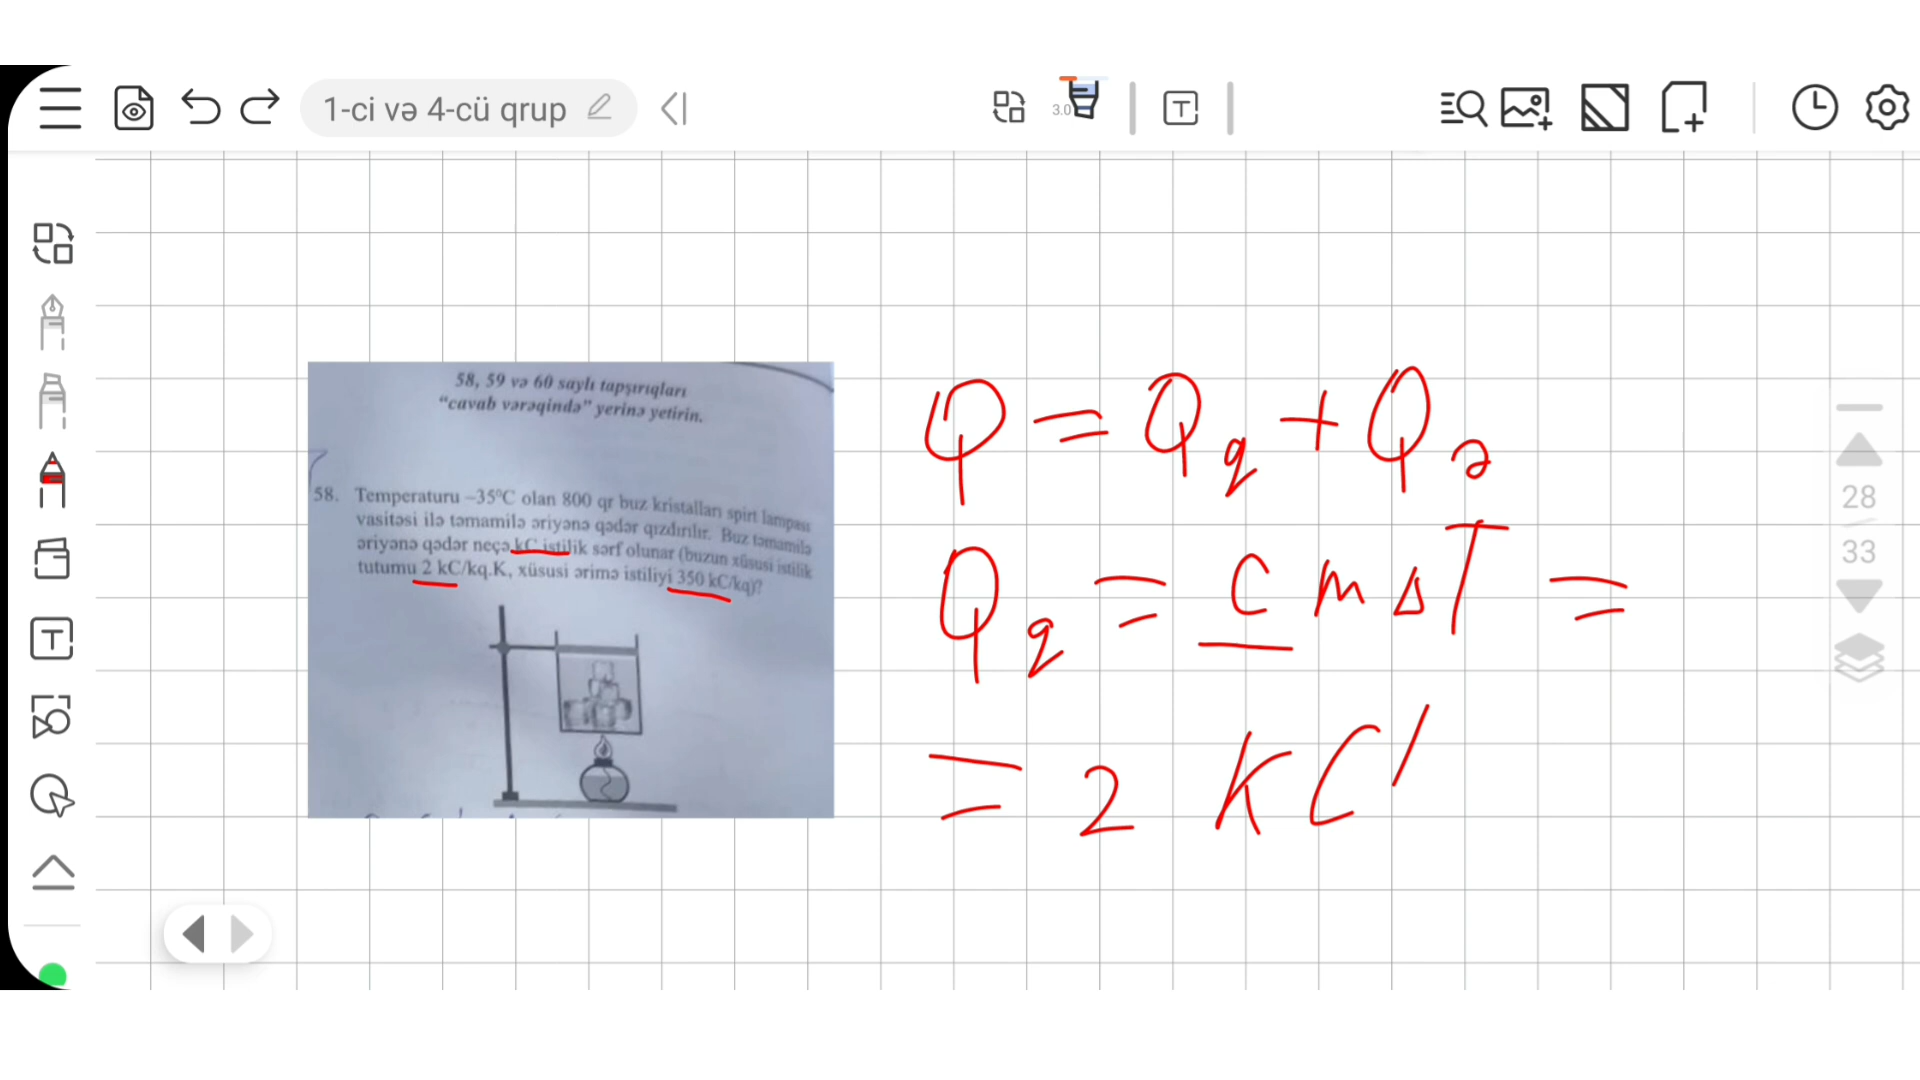 1-ci və 4-cü qrup
3.0
T
58, 59 və 60 saylı tapşırıqları
“cavab vərəqində” yerinə yetirin.
58. Temperaturu –35°C olan 800 qr buz kristalları spirt lampası
vasitəsi ilə tamamilə əriyənə qədər qızdırılır. Buz tamamilə
əriyənə qədər neçə kC istilik sərf olunar (buzun xüsusi istilik
tutumu 2 kC/kq.K, xüsusi ərimə istiliyi 350 kC/kq)?
Q = Qq + Qə
Qq = c m ΔT =
= 2 KC/
T
28
33